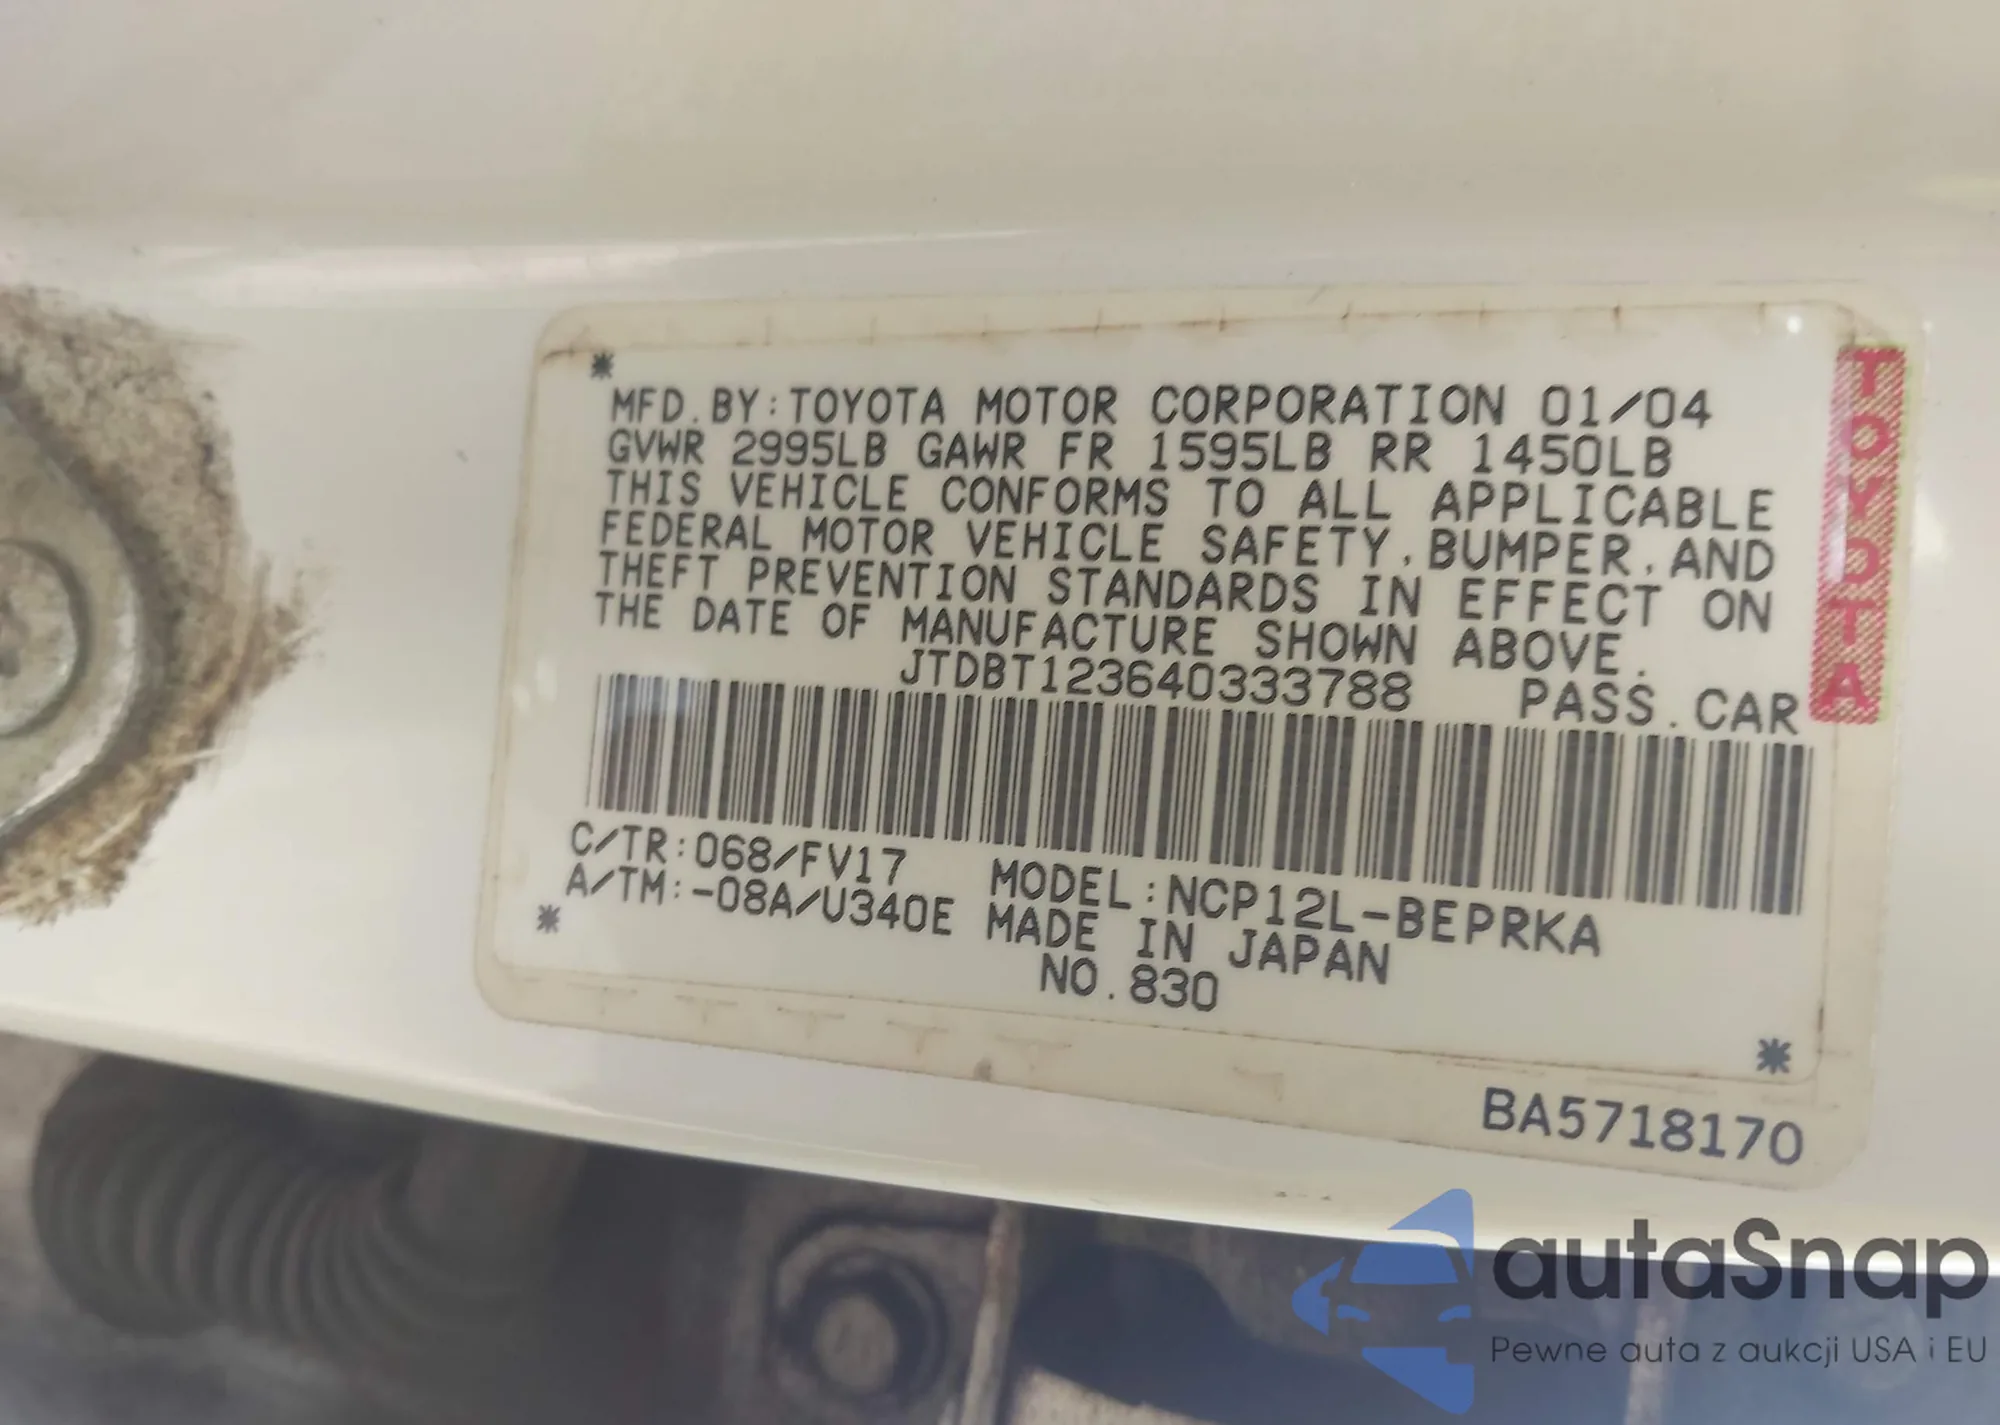 MFD.BY:TOYOTA MOTOR CORPORATION 01/04
GVWR 2995LB GAWR FR 1595LB RR 1450LB
THIS VEHICLE CONFORMS TO ALL APPLICABLE
FEDERAL MOTOR VEHICLE SAFETY,BUMPER,AND
THEFT PREVENTION STANDARDS IN EFFECT ON
THE DATE OF MANUFACTURE SHOWN ABOVE.
JTDBT123640333788 PASS.CAR
C/TR:068/FV17 MODEL:NCP12L-BEPRKA
A/TM:-08A/U340E MADE IN JAPAN
NO.830
BA5718170
TOYOTA
autaSnap
Pewne auta z aukcji USA i EU